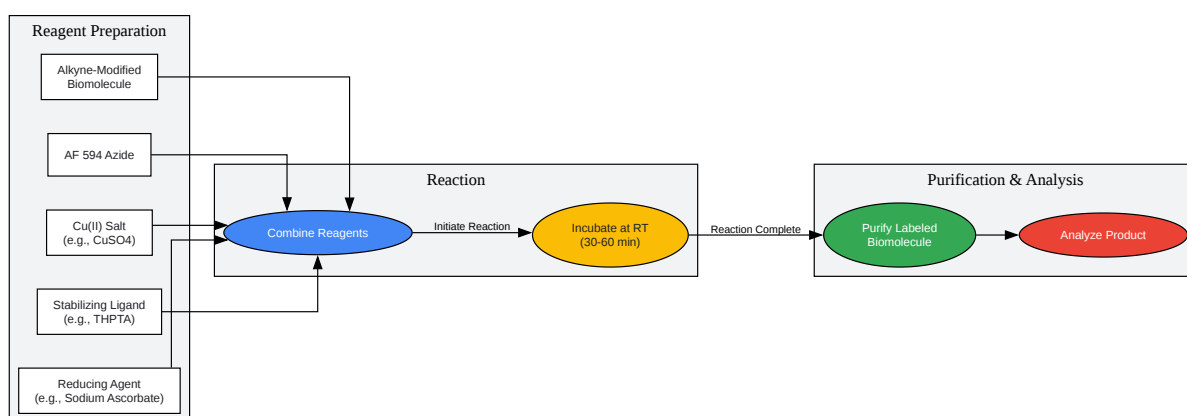 Reagent Preparation
Alkyne-Modified
Biomolecule
AF 594 Azide
Cu(II) Salt
(e.g., CuSO4)
Stabilizing Ligand
(e.g., THPTA)
Reducing Agent
(e.g., Sodium Ascorbate)
Reaction
Combine Reagents
Initiate Reaction
Incubate at RT
(30-60 min)
Reaction Complete
Purification & Analysis
Purify Labeled
Biomolecule
Analyze Product